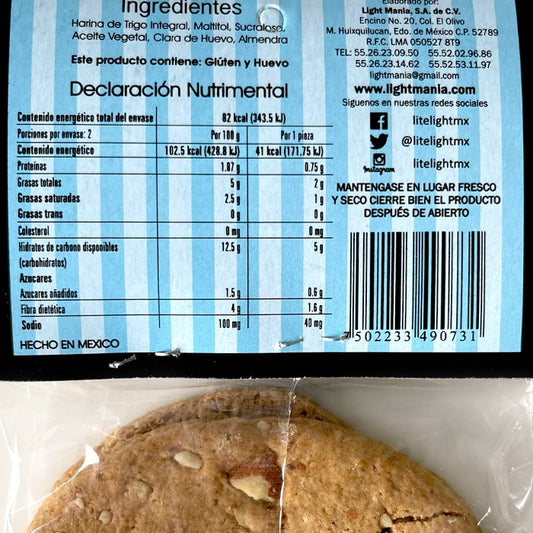 Ingredientes
Harina de Trigo Integral, Maltitol, Sucralosa,
Aceite Vegetal, Clara de Huevo, Almendra
Este producto contiene: Glúten y Huevo
Declaración Nutrimental
Contenido energético total del envase 82 kcal (343.5 kJ)
Porciones por envase: 2 Por 100 g Por 1 pieza
Contenido energético 102.5 kcal (428.8 kJ) 41 kcal (171.75 kJ)
Proteínas 1.87 g 0.75 g
Grasas totales 5 g 2 g
Grasas saturadas 2.5 g 1 g
Grasas trans 0 g 0 g
Colesterol 0 mg 0 mg
Hidratos de carbono disponibles 12.5 g 5 g
(carbohidratos)
Azucares
Azucares añadidos 1.5 g 0.6 g
Fibra dietética 4 g 1.6 g
Sodio 100 mg 40 mg
HECHO EN MEXICO
Elaborado por:
Light Mania, S.A. de C.V.
Encino No. 20, Col. El Olivo
M. Huixquilucan, Edo. de México C.P. 52789
R.F.C. LMA 050527 8T9
TEL: 55.26.23.09.50 55.52.02.96.86
55.26.23.14.62 55.52.53.11.97
lightmania@gmail.com
www.lightmania.com
Siguenos en nuestras redes sociales
litelightmx
@litelightmx
Instagram litelightmx
MANTENGASE EN LUGAR FRESCO
Y SECO CIERRE BIEN EL PRODUCTO
DESPUÉS DE ABIERTO
7 502233 490731